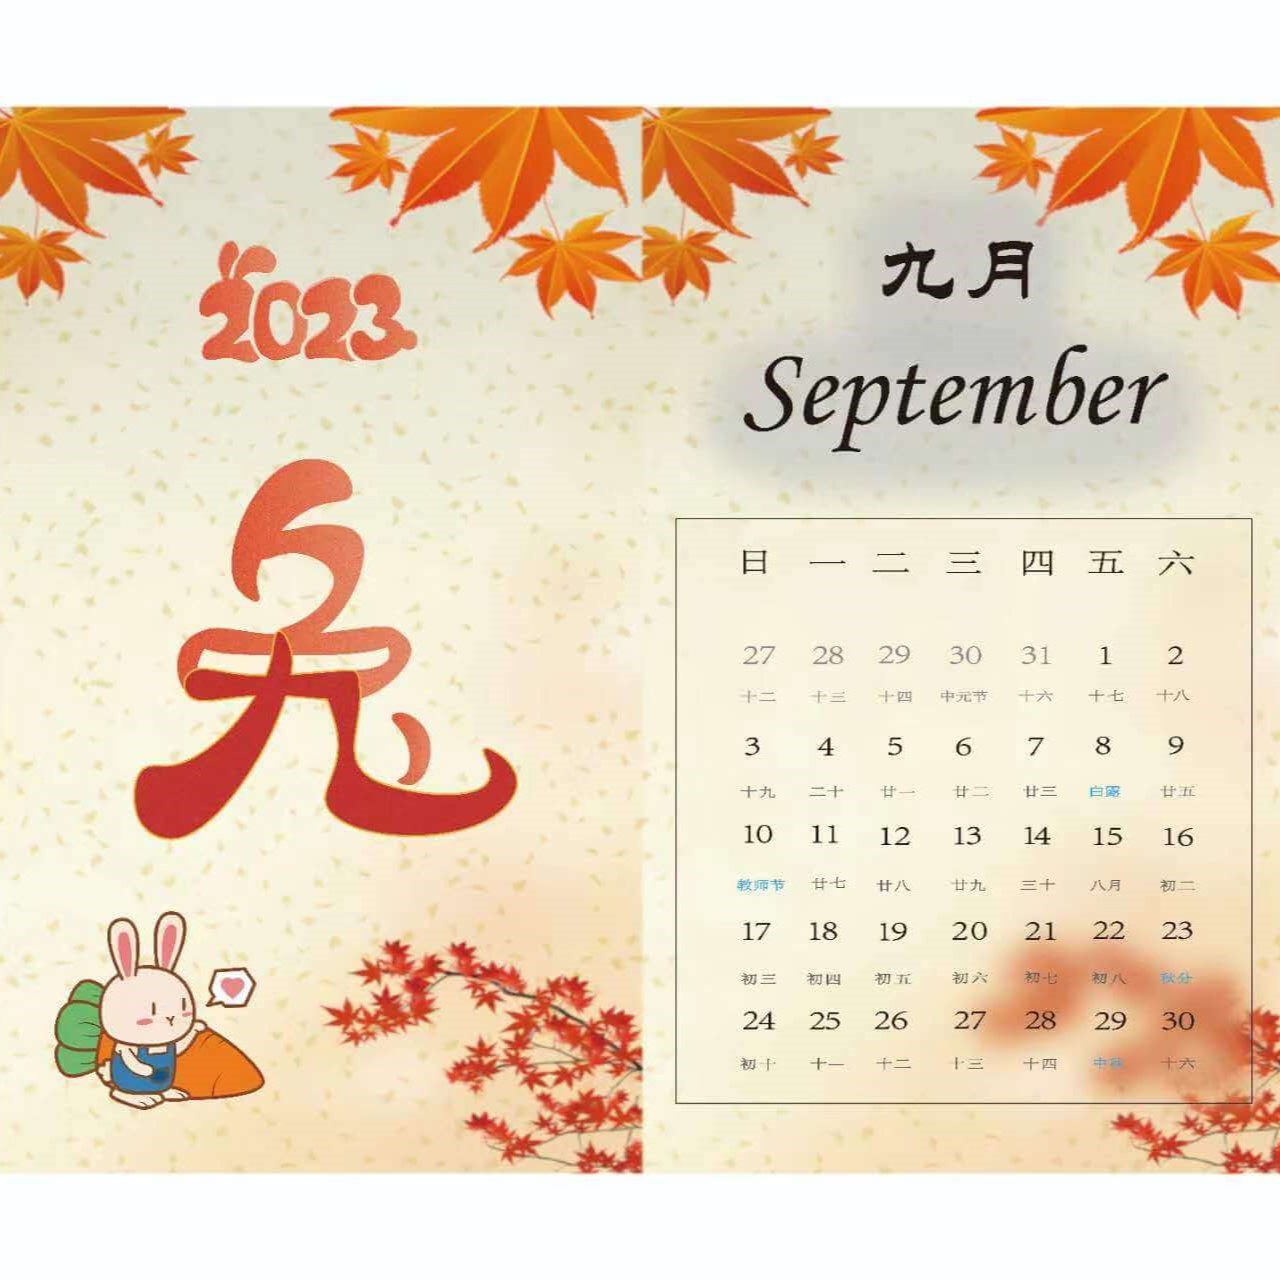 2023
兔
九月
September
日 一 二 三 四 五 六
27 28 29 30 31 1 2
十二 十三 十四 中元节 十六 十七 十八
3 4 5 6 7 8 9
十九 二十 廿一 廿二 廿三 白露 廿五
10 11 12 13 14 15 16
教师节 廿七 廿八 廿九 三十 八月 初二
17 18 19 20 21 22 23
初三 初四 初五 初六 初七 初八 秋分
24 25 26 27 28 29 30
初十 十一 十二 十三 十四 中秋 十六